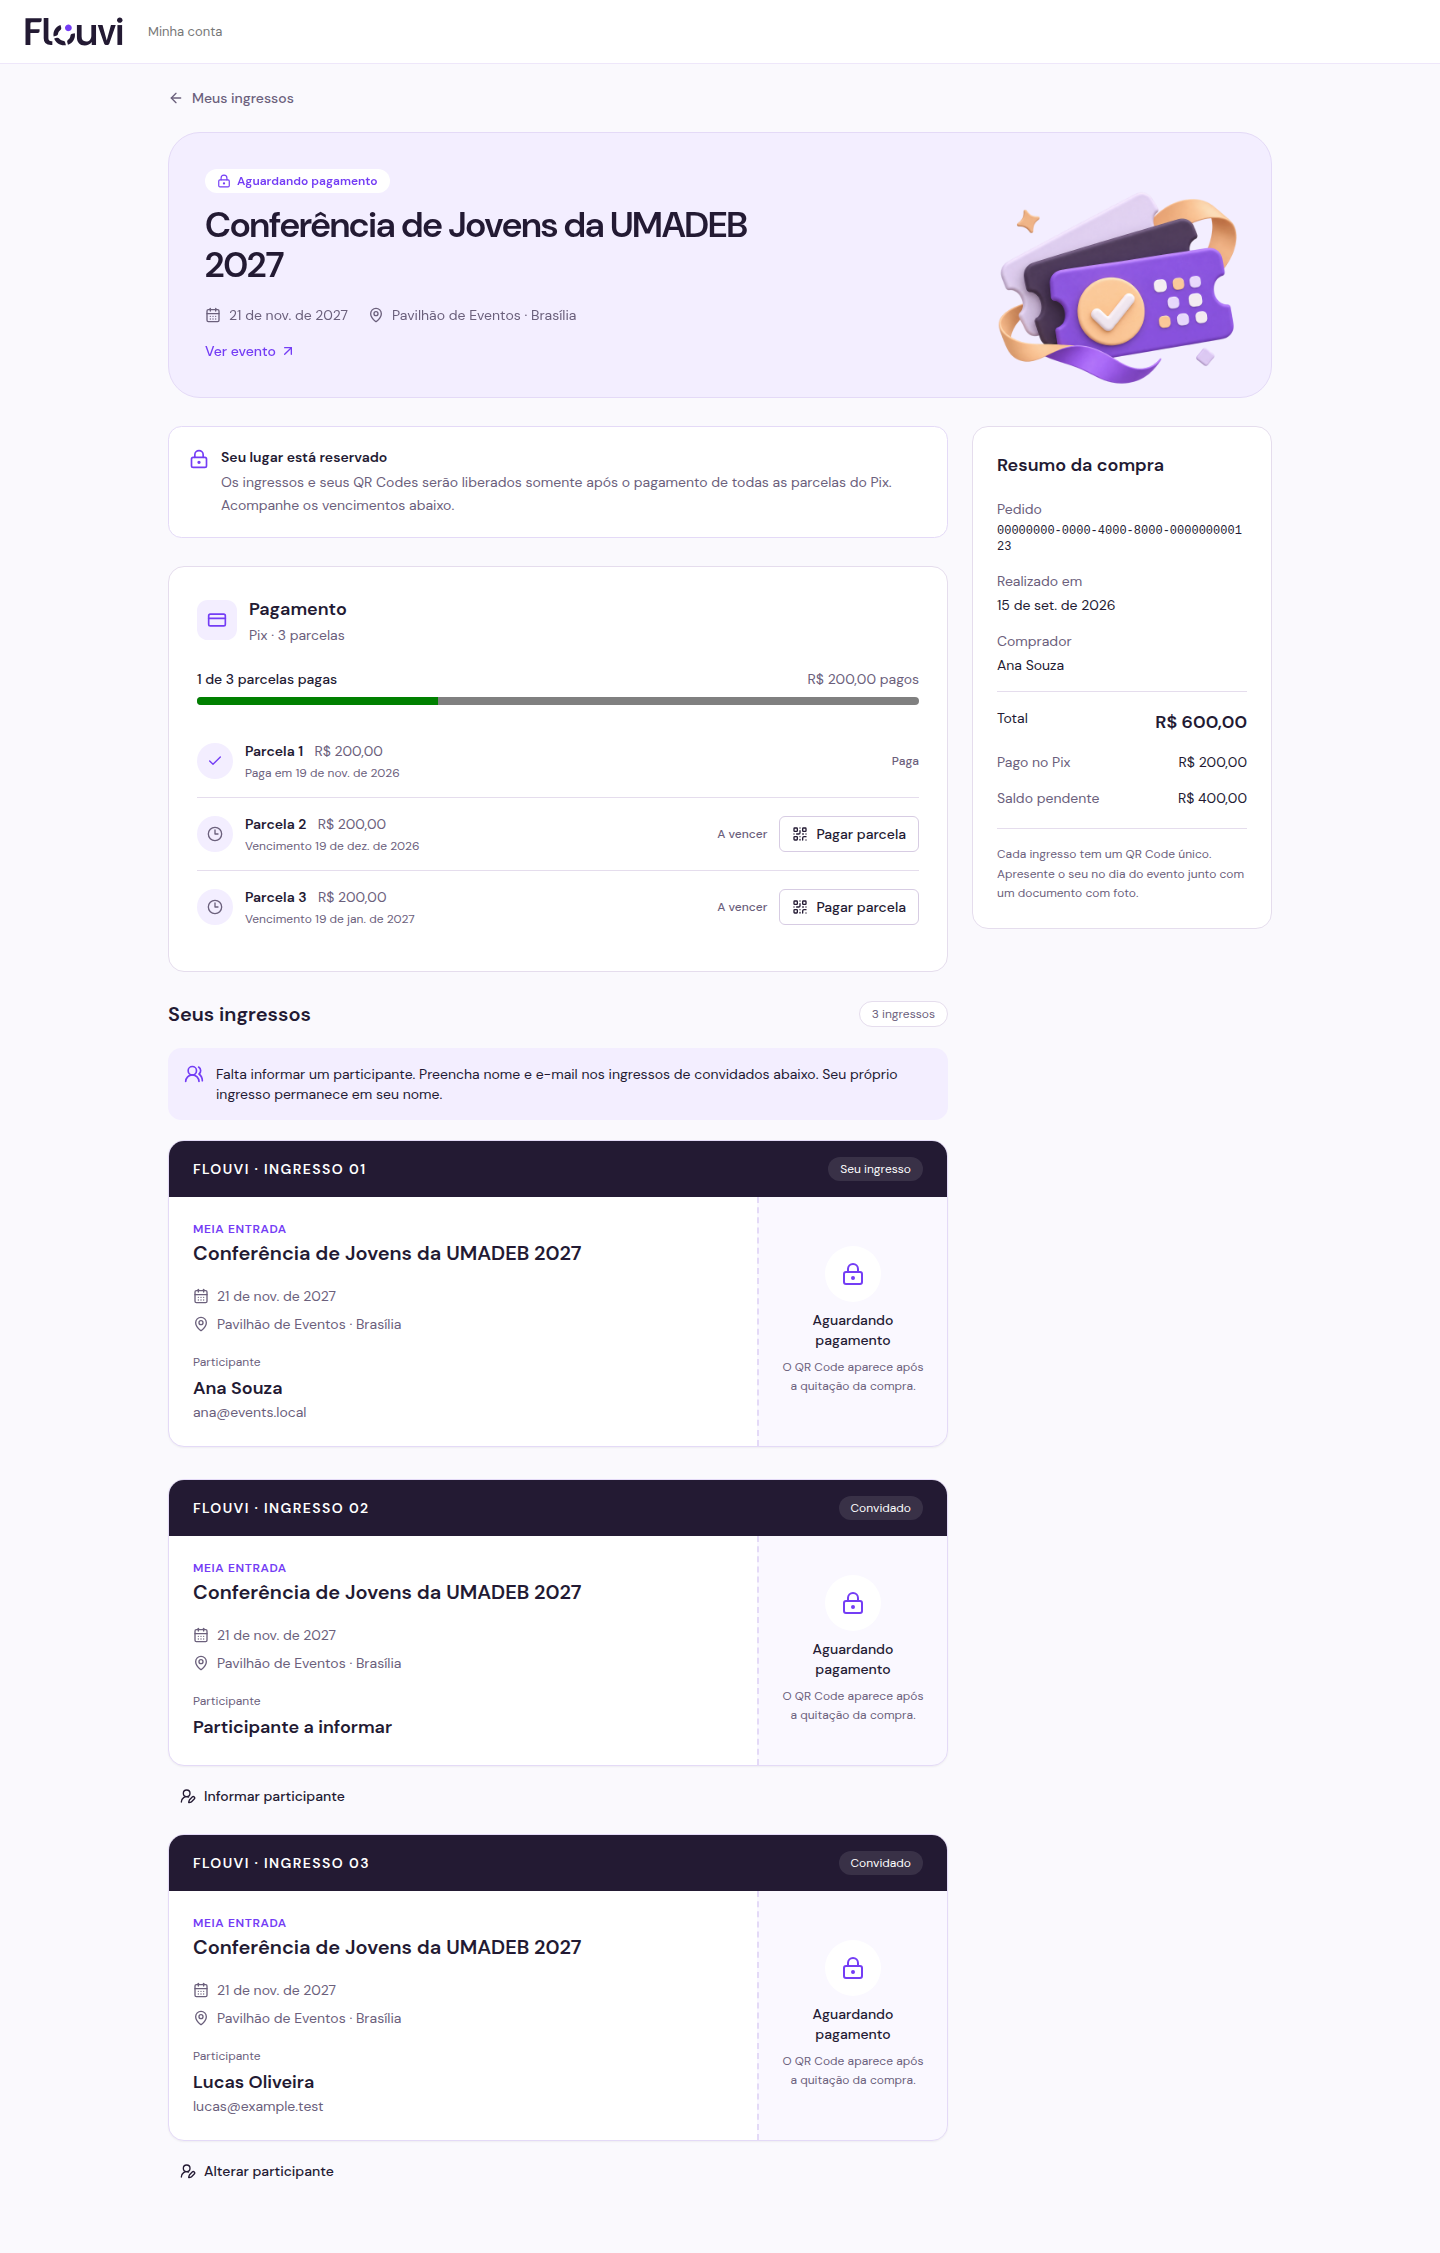 Flouvi
Minha conta
Meus ingressos
Aguardando pagamento
Conferência de Jovens da UMADEB
2027
21 de nov. de 2027
Pavilhão de Eventos · Brasília
Ver evento
Seu lugar está reservado
Os ingressos e seus QR Codes serão liberados somente após o pagamento de todas as parcelas do Pix.
Acompanhe os vencimentos abaixo.
Pagamento
Pix · 3 parcelas
1 de 3 parcelas pagas
R$ 200,00 pagos
Parcela 1 R$ 200,00
Paga em 19 de nov. de 2026
Paga
Parcela 2 R$ 200,00
Vencimento 19 de dez. de 2026
A vencer
Pagar parcela
Parcela 3 R$ 200,00
Vencimento 19 de jan. de 2027
A vencer
Pagar parcela
Resumo da compra
Pedido
00000000-0000-4000-8000-0000000001
23
Realizado em
15 de set. de 2026
Comprador
Ana Souza
Total R$ 600,00
Pago no Pix R$ 200,00
Saldo pendente R$ 400,00
Cada ingresso tem um QR Code único.
Apresente o seu no dia do evento junto com
um documento com foto.
Seus ingressos
3 ingressos
Falta informar um participante. Preencha nome e e-mail nos ingressos de convidados abaixo. Seu próprio
ingresso permanece em seu nome.
FLOUVI · INGRESSO 01
Seu ingresso
MEIA ENTRADA
Conferência de Jovens da UMADEB 2027
21 de nov. de 2027
Pavilhão de Eventos · Brasília
Participante
Ana Souza
ana@events.local
Aguardando
pagamento
O QR Code aparece após
a quitação da compra.
FLOUVI · INGRESSO 02
Convidado
MEIA ENTRADA
Conferência de Jovens da UMADEB 2027
21 de nov. de 2027
Pavilhão de Eventos · Brasília
Participante
Participante a informar
Aguardando
pagamento
O QR Code aparece após
a quitação da compra.
Informar participante
FLOUVI · INGRESSO 03
Convidado
MEIA ENTRADA
Conferência de Jovens da UMADEB 2027
21 de nov. de 2027
Pavilhão de Eventos · Brasília
Participante
Lucas Oliveira
lucas@example.test
Aguardando
pagamento
O QR Code aparece após
a quitação da compra.
Alterar participante